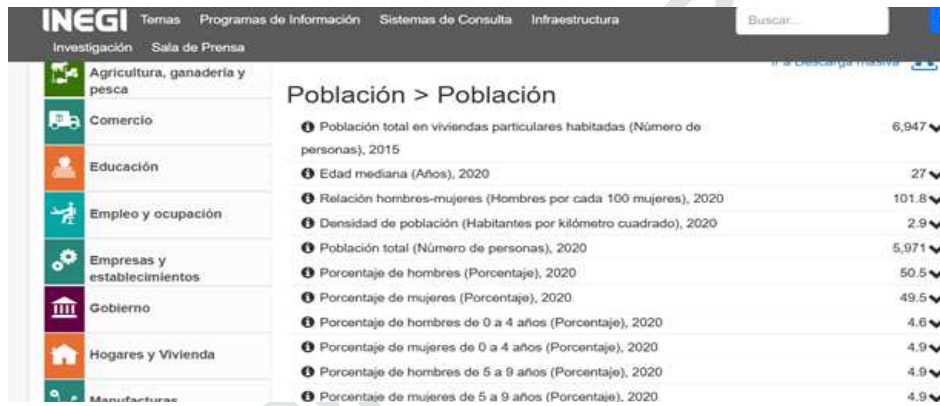 INEGI Temas Programas de Información Sistemas de Consulta Infraestructura Buscar...
Investigación Sala de Prensa
Ir a Descarga masiva
Agricultura, ganadería y
pesca
Comercio
Educación
Empleo y ocupación
Empresas y
establecimientos
Gobierno
Hogares y Vivienda
Manufacturas
Población > Población
Población total en viviendas particulares habitadas (Número de
personas), 2015 6,947
Edad mediana (Años), 2020 27
Relación hombres-mujeres (Hombres por cada 100 mujeres), 2020 101.8
Densidad de población (Habitantes por kilómetro cuadrado), 2020 2.9
Población total (Número de personas), 2020 5,971
Porcentaje de hombres (Porcentaje), 2020 50.5
Porcentaje de mujeres (Porcentaje), 2020 49.5
Porcentaje de hombres de 0 a 4 años (Porcentaje), 2020 4.6
Porcentaje de mujeres de 0 a 4 años (Porcentaje), 2020 4.9
Porcentaje de hombres de 5 a 9 años (Porcentaje), 2020 4.9
Porcentaje de mujeres de 5 a 9 años (Porcentaje), 2020 4.9